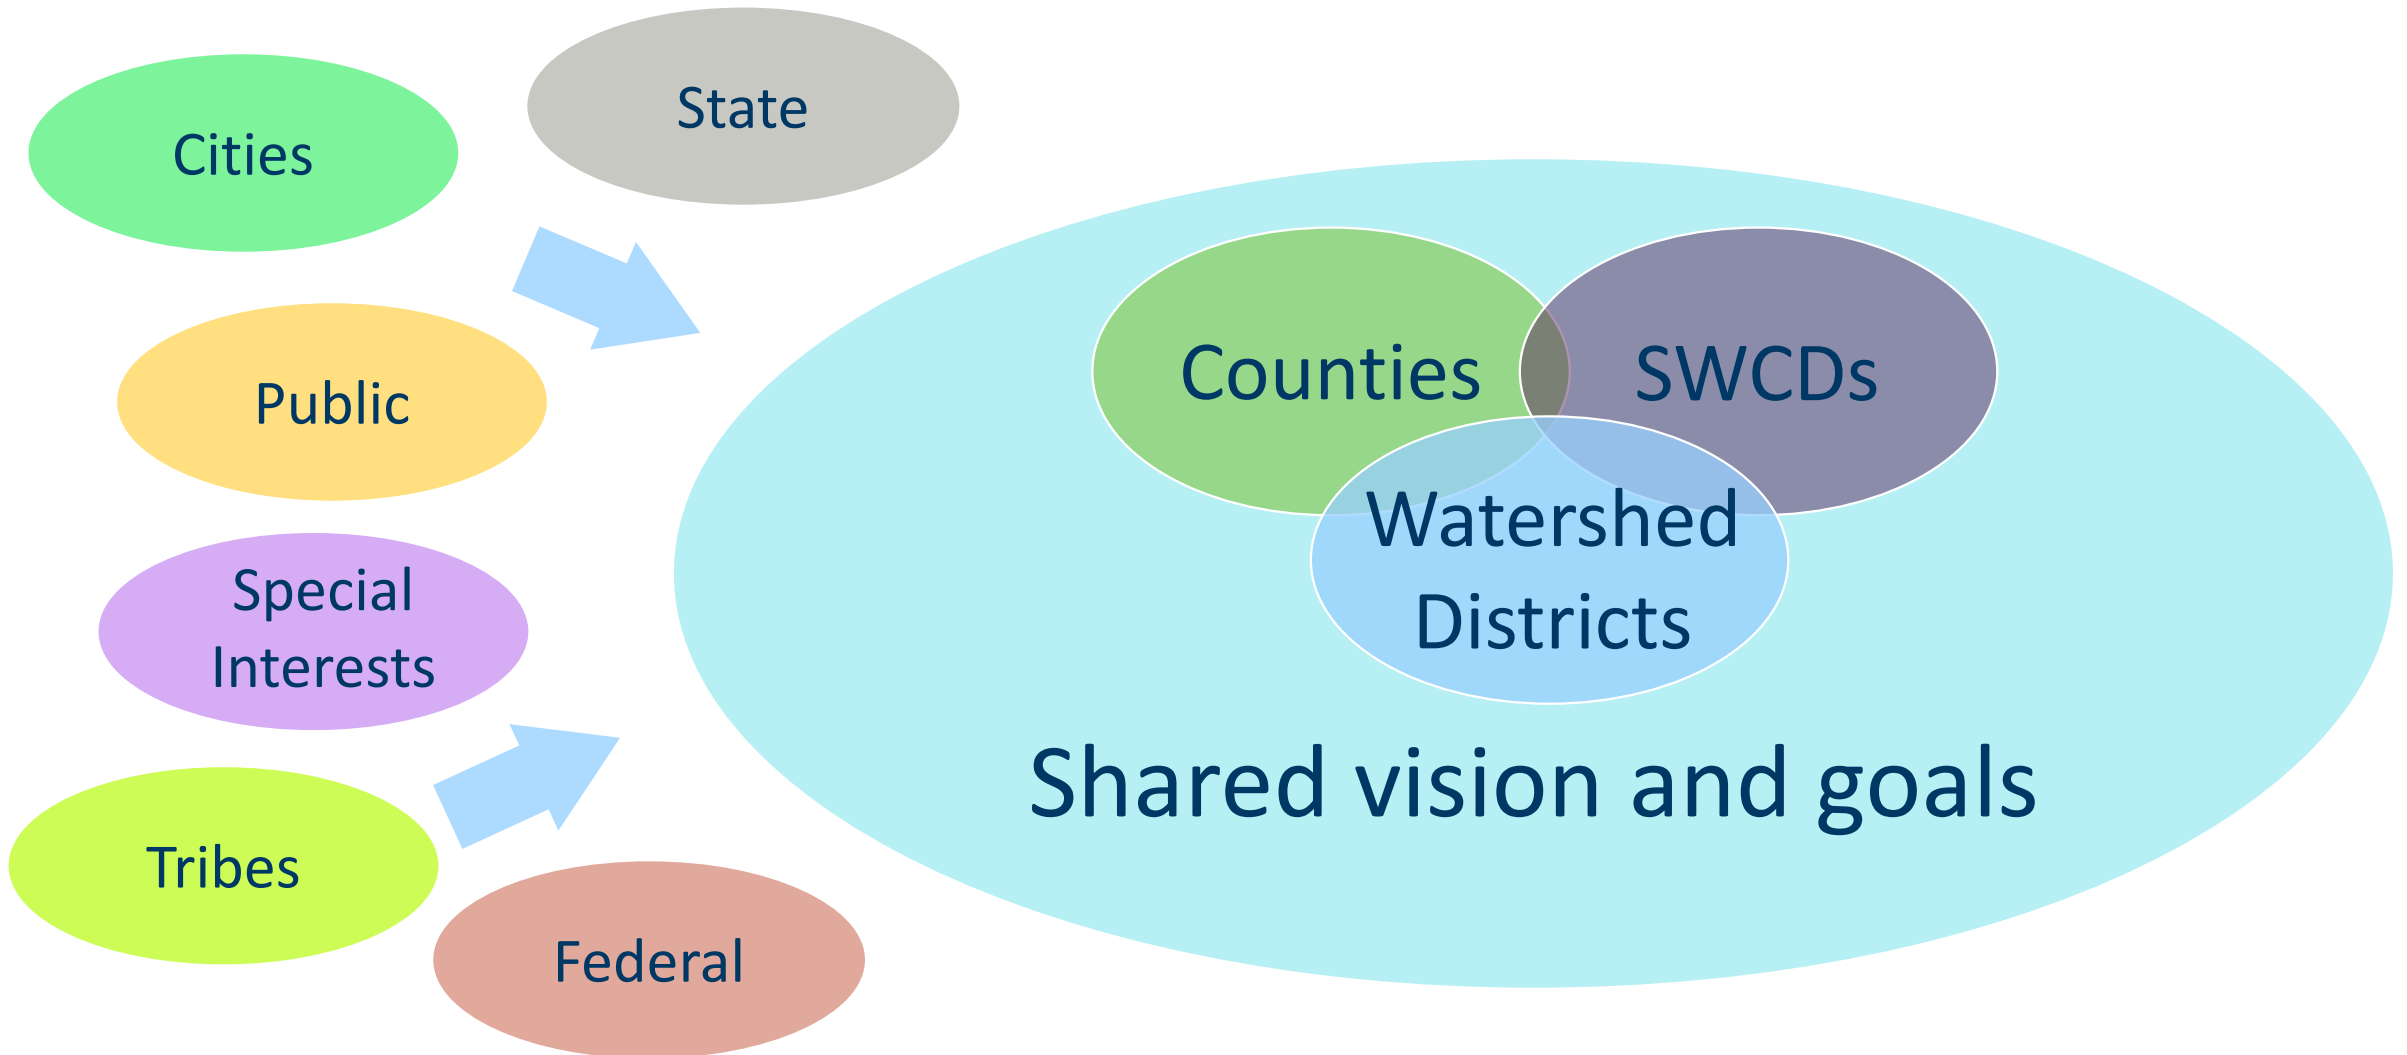 State
Cities
Public
Special
Interests
Tribes
Federal
Counties
SWCDs
Watershed
Districts
Shared vision and goals